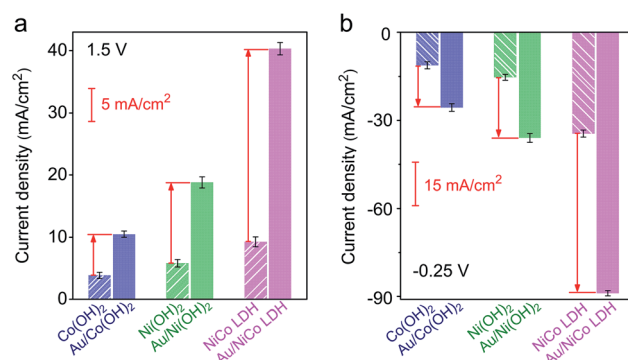 a
1.5 V
5 mA/cm²
Current density (mA/cm²)
40
30
20
10
0
Co(OH)₂
Au/Co(OH)₂
Ni(OH)₂
Au/Ni(OH)₂
NiCo LDH
Au/NiCo LDH
b
0
-30
-60
-90
Current density (mA/cm²)
15 mA/cm²
-0.25 V
Co(OH)₂
Au/Co(OH)₂
Ni(OH)₂
Au/Ni(OH)₂
NiCo LDH
Au/NiCo LDH